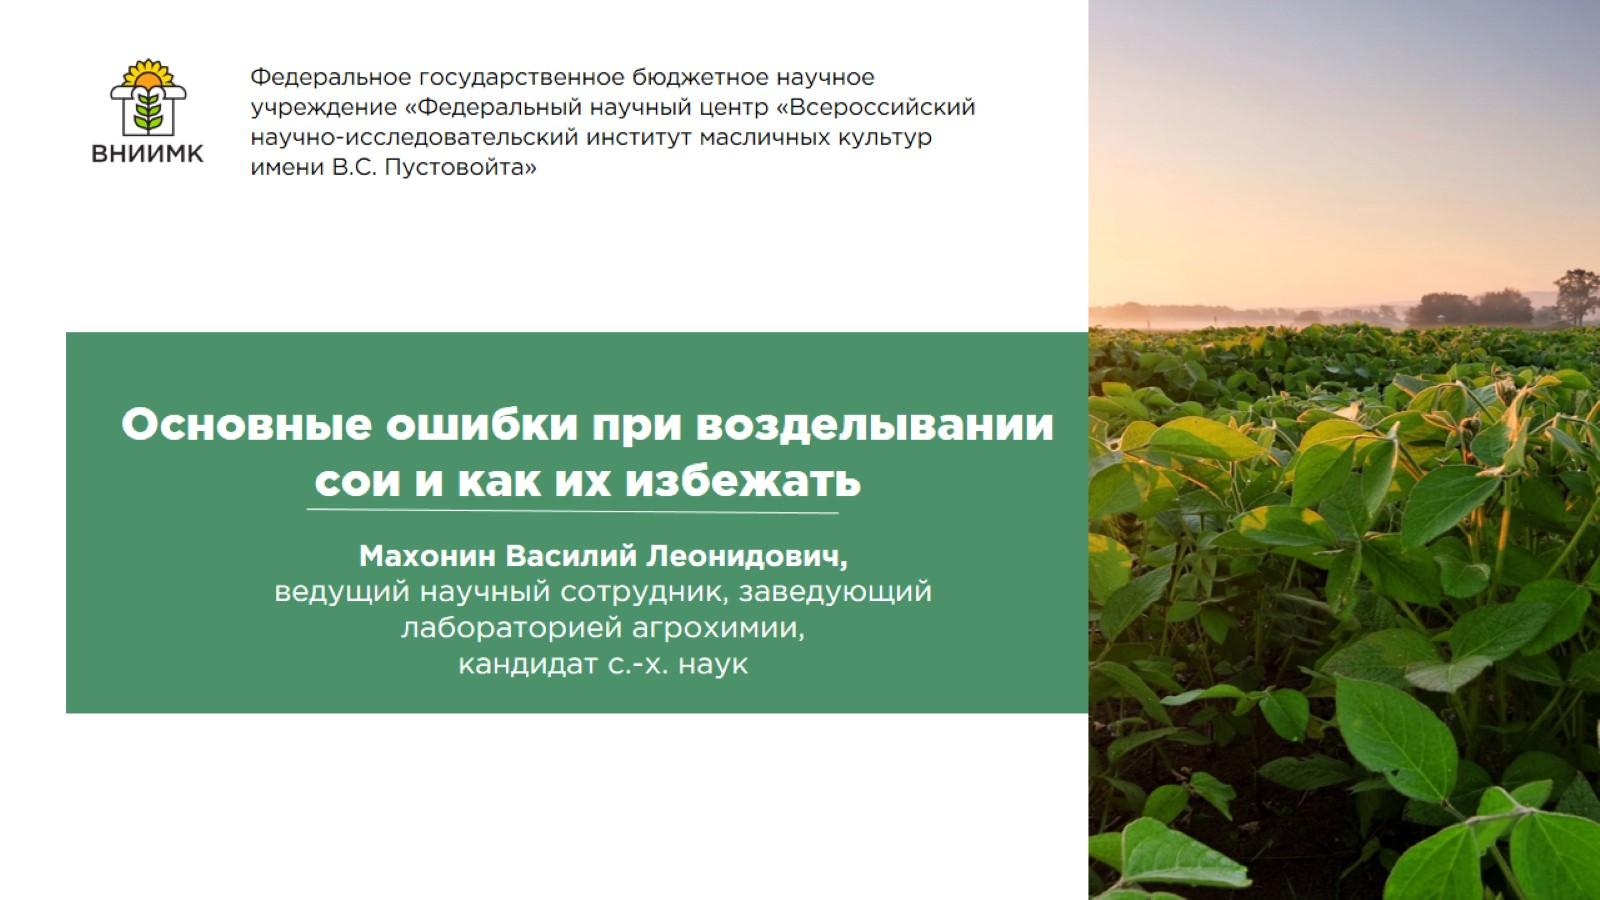 ВНИИМК
Федеральное государственное бюджетное научное
учреждение «Федеральный научный центр «Всероссийский
научно-исследовательский институт масличных культур
имени В.С. Пустовойта»
Основные ошибки при возделывании
сои и как их избежать
Махонин Василий Леонидович,
ведущий научный сотрудник, заведующий
лабораторией агрохимии,
кандидат с.-х. наук